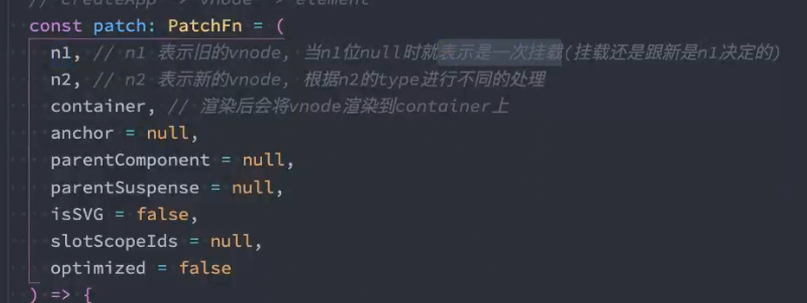 // createApp -> vnode -> element
const patch: PatchFn = (
n1, // n1 表示旧的vnode, 当n1位null时就表示是一次挂载(挂载还是跟新是n1决定的)
n2, // n2 表示新的vnode, 根据n2的type进行不同的处理
container, // 渲染后会将vnode渲染到container上
anchor = null,
parentComponent = null,
parentSuspense = null,
isSVG = false,
slotScopeIds = null,
optimized = false
) => {